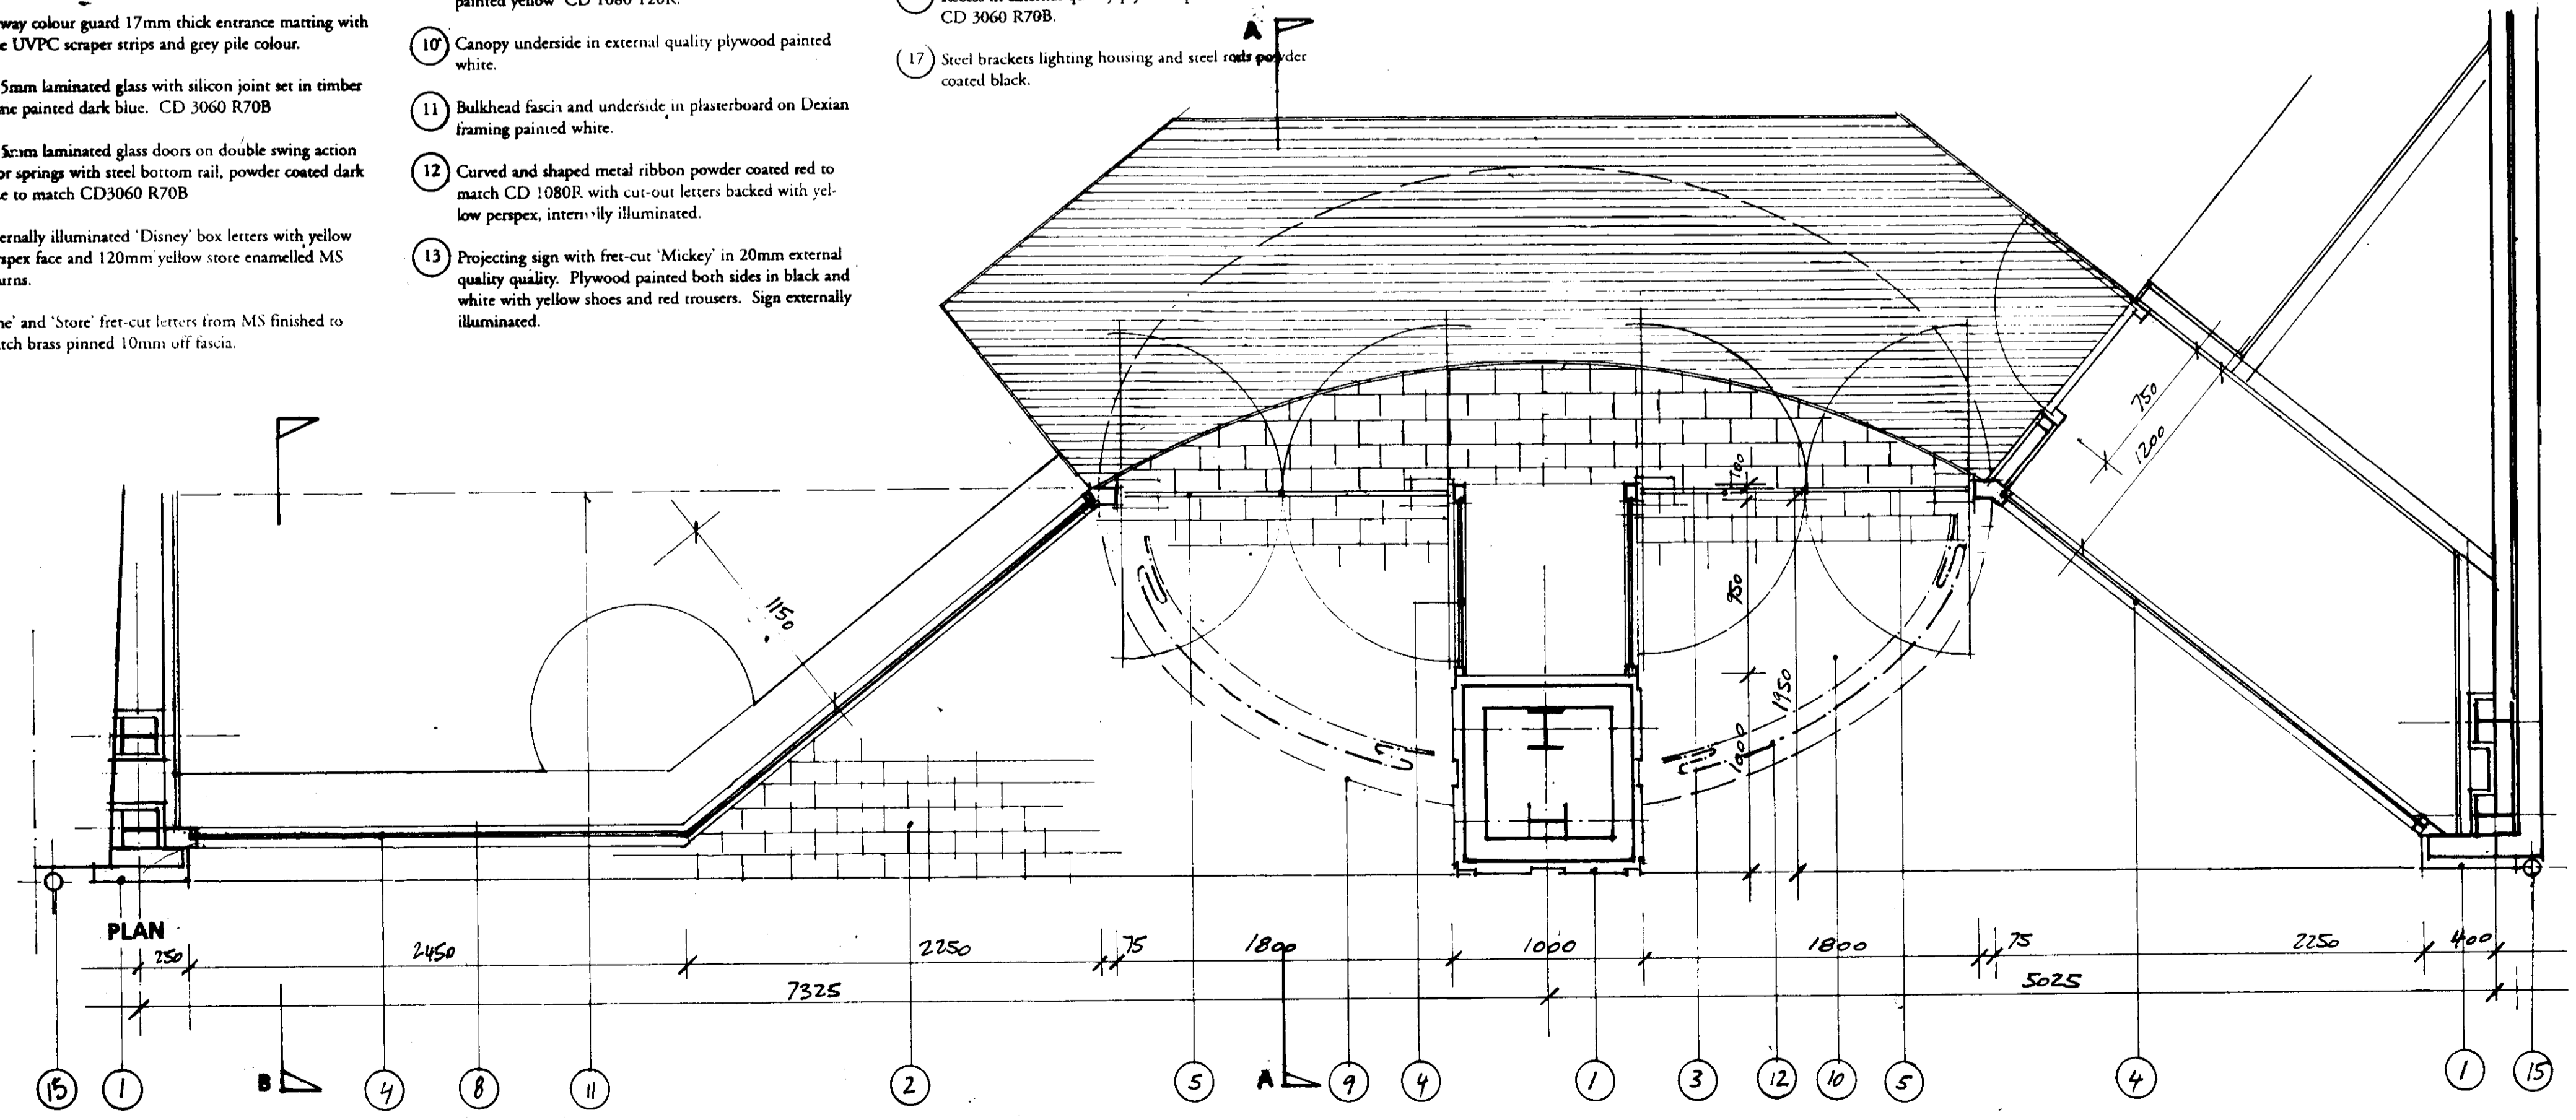 way colour guard 17mm thick entrance matting with
e UVPC scraper strips and grey pile colour.
5mm laminated glass with silicon joint set in timber
me painted dark blue. CD 3060 R70B
5mm laminated glass doors on double swing action
or springs with steel bottom rail, powder coated dark
e to match CD3060 R70B
ernally illuminated 'Disney' box letters with yellow
spex face and 120mm yellow store enamelled MS
urns.
he' and 'Store' fret-cut letters from MS finished to
tch brass pinned 10mm off fascia.
painted yellow CD 1080
10 Canopy underside in external quality plywood painted
white.
11 Bulkhead fascia and underside in plasterboard on Dexian
framing painted white.
12 Curved and shaped metal ribbon powder coated red to
match CD 1080R with cut-out letters backed with yel-
low perspex, internally illuminated.
13 Projecting sign with fret-cut 'Mickey' in 20mm external
quality quality. Plywood painted both sides in black and
white with yellow shoes and red trousers. Sign externally
illuminated.
CD 3060 R70B.
17 Steel brackets lighting housing and steel rods powder
coated black.
A
750
1200
100
1150
950
1950
1000
PLAN
250 2450 2250 75 1800 1000 1800 75 2250 400
7325 5025
15 1 B 4 8 11 2 5 A 9 4 1 3 12 10 5 4 1 15